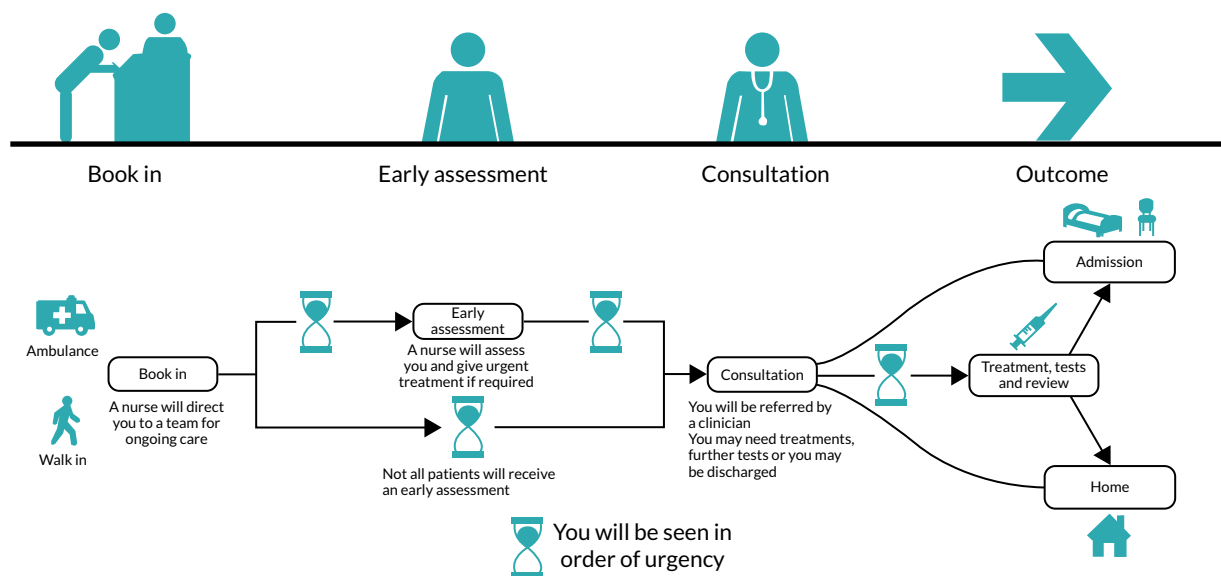 Book in
Early assessment
Consultation
Outcome
Ambulance
Walk in
Book in
A nurse will direct
you to a team for
ongoing care
Early
assessment
A nurse will assess
you and give urgent
treatment if required
Not all patients will receive
an early assessment
Consultation
You will be referred by
a clinician
You may need treatments,
further tests or you may
be discharged
Admission
Treatment, tests
and review
Home
You will be seen in
order of urgency